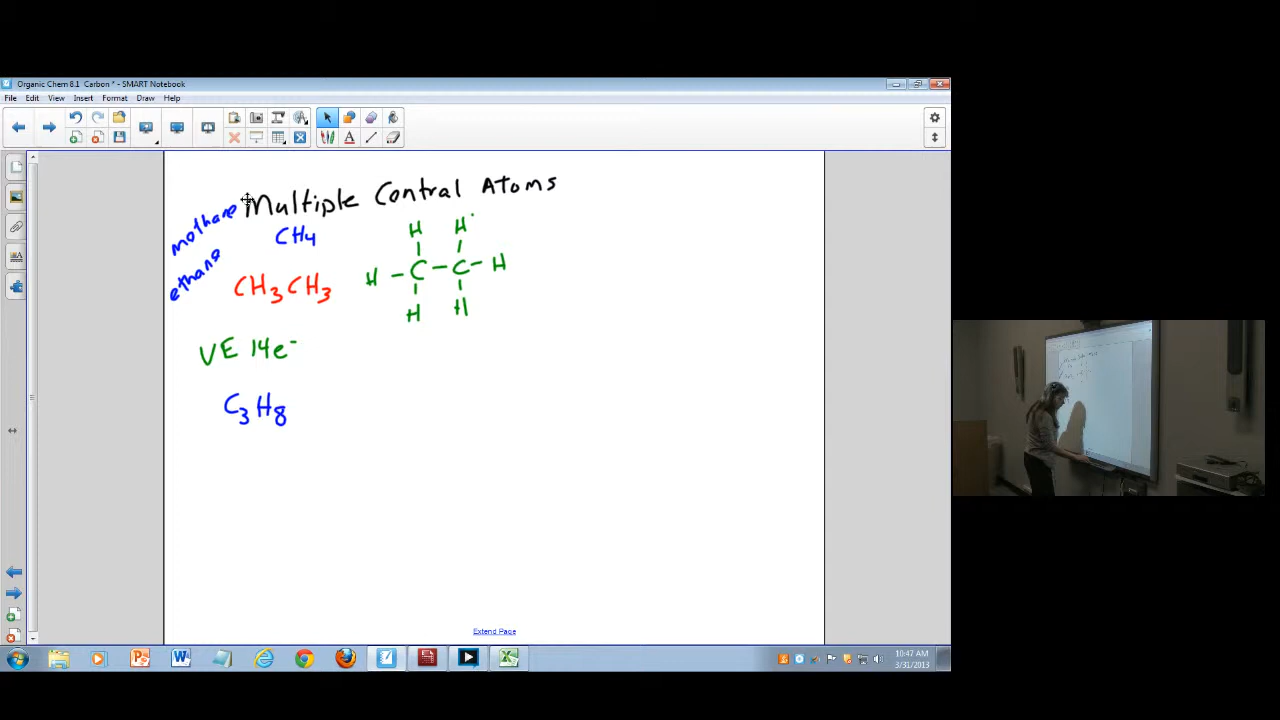 Organic Chem 8.1 Carbon * - SMART Notebook
File Edit View Insert Format Draw Help
Multiple Central Atoms
methane
CH4
ethane
CH3CH3
H H
H - C - C - H
H H
VE 14e-
C3H8
Extend Page
10:47 AM
3/31/2013